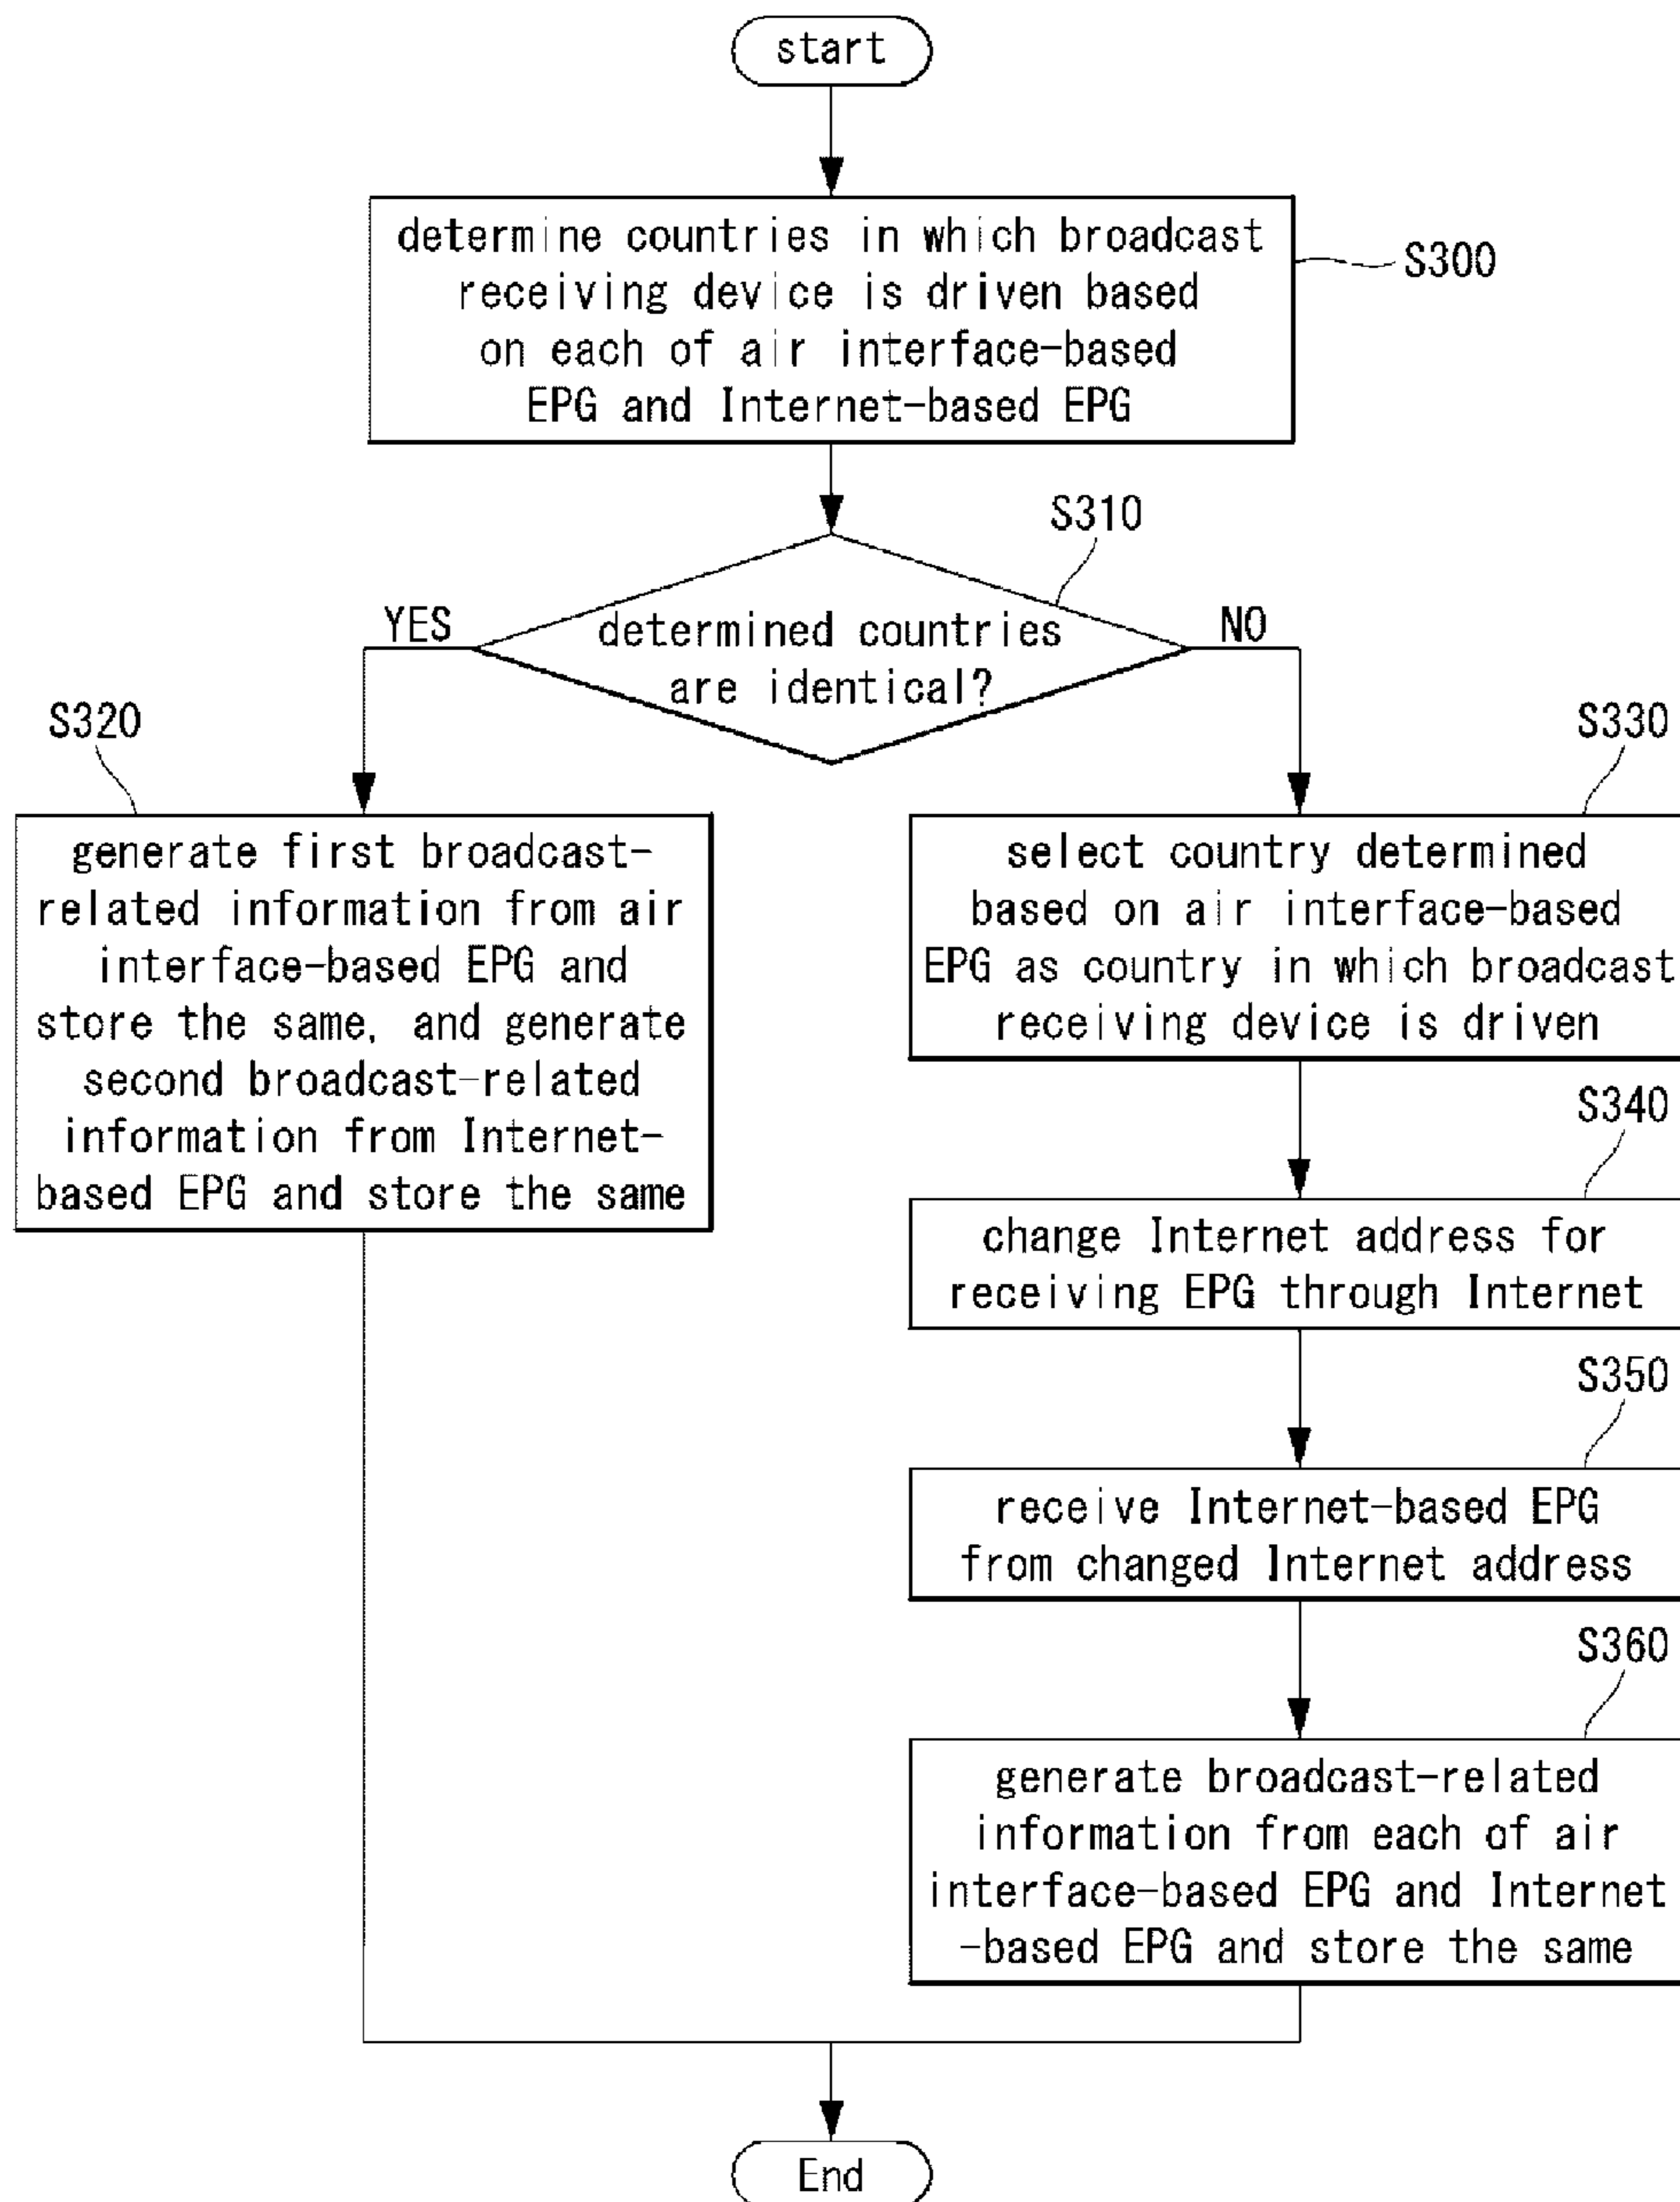 start
determine countries in which broadcast
receiving device is driven based
on each of air interface-based
EPG and Internet-based EPG
S300
S310
determined countries
are identical?
YES
NO
S320
generate first broadcast-
related information from air
interface-based EPG and
store the same, and generate
second broadcast-related
information from Internet-
based EPG and store the same
S330
select country determined
based on air interface-based
EPG as country in which broadcast
receiving device is driven
S340
change Internet address for
receiving EPG through Internet
S350
receive Internet-based EPG
from changed Internet address
S360
generate broadcast-related
information from each of air
interface-based EPG and Internet
-based EPG and store the same
End